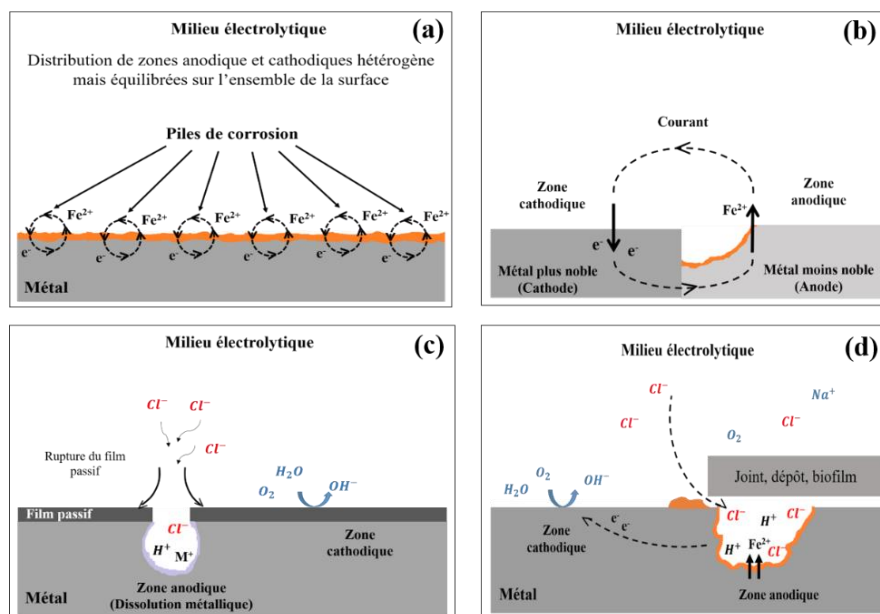 Milieu électrolytique
(a)
Distribution de zones anodique et cathodiques hétérogène
mais équilibrées sur l'ensemble de la surface
Piles de corrosion
Fe²⁺ Fe²⁺ Fe²⁺ Fe²⁺ Fe²⁺ Fe²⁺
e⁻ e⁻ e⁻ e⁻ e⁻ e⁻
Métal
Milieu électrolytique
(b)
Courant
Zone
cathodique
Zone
anodique
Fe²⁺
e⁻ e⁻
Métal plus noble
(Cathode)
Métal moins noble
(Anode)
Milieu électrolytique
(c)
Cl⁻
Cl⁻
Cl⁻
Rupture du film
passif
H₂O
O₂ OH⁻
Film passif
Cl⁻
H⁺ M⁺
Zone
cathodique
Zone anodique
(Dissolution métallique)
Métal
Milieu électrolytique
(d)
Cl⁻ Na⁺
Cl⁻ Cl⁻
O₂
Joint, dépôt, biofilm
O₂
H₂O OH⁻
Cl⁻ H⁺ Cl⁻
e⁻ e⁻
H⁺ Fe²⁺ Cl⁻
Zone
cathodique
Métal
Zone anodique